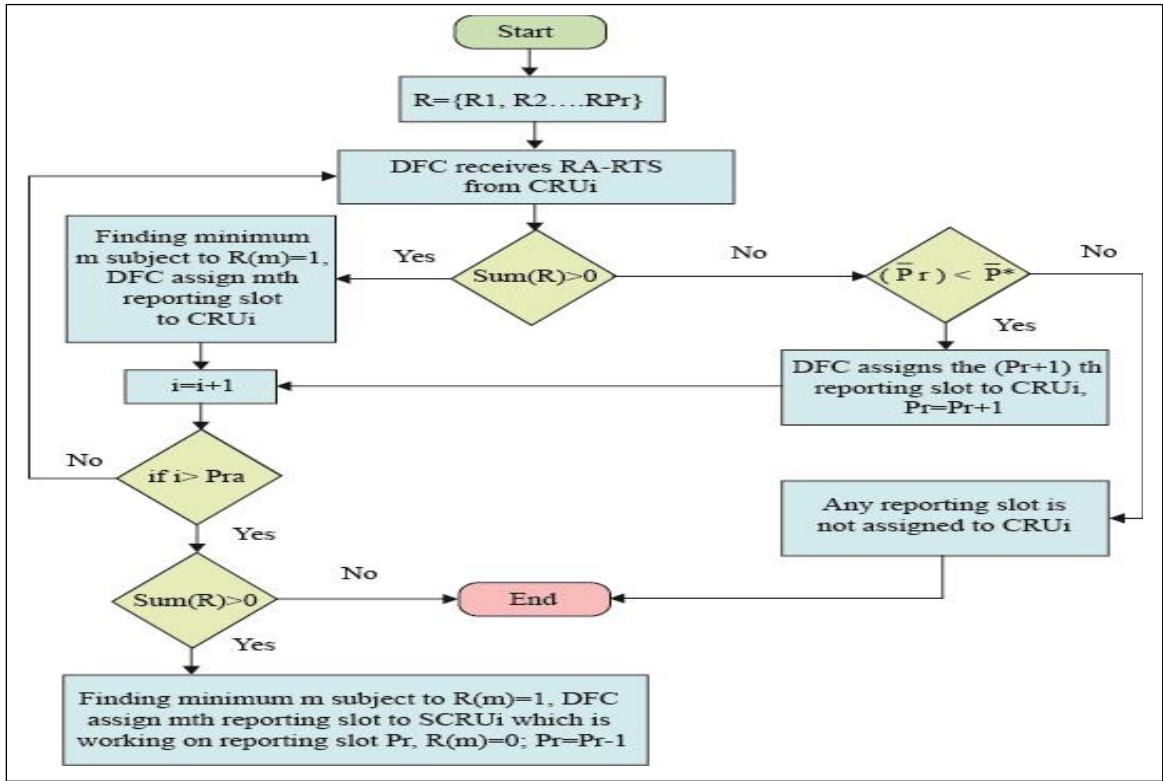 Start
R={R1, R2....RPr}
DFC receives RA-RTS
from CRUi
Finding minimum
m subject to R(m)=1,
DFC assign mth
reporting slot
to CRUi
Yes
Sum(R)>0
No
(P̅r) < P̅*
No
Yes
DFC assigns the (Pr+1) th
reporting slot to CRUi,
Pr=Pr+1
i=i+1
No
if i> Pra
Yes
Any reporting slot is
not assigned to CRUi
Sum(R)>0
No
End
Yes
Finding minimum m subject to R(m)=1, DFC
assign mth reporting slot to SCRUi which is
working on reporting slot Pr, R(m)=0; Pr=Pr-1